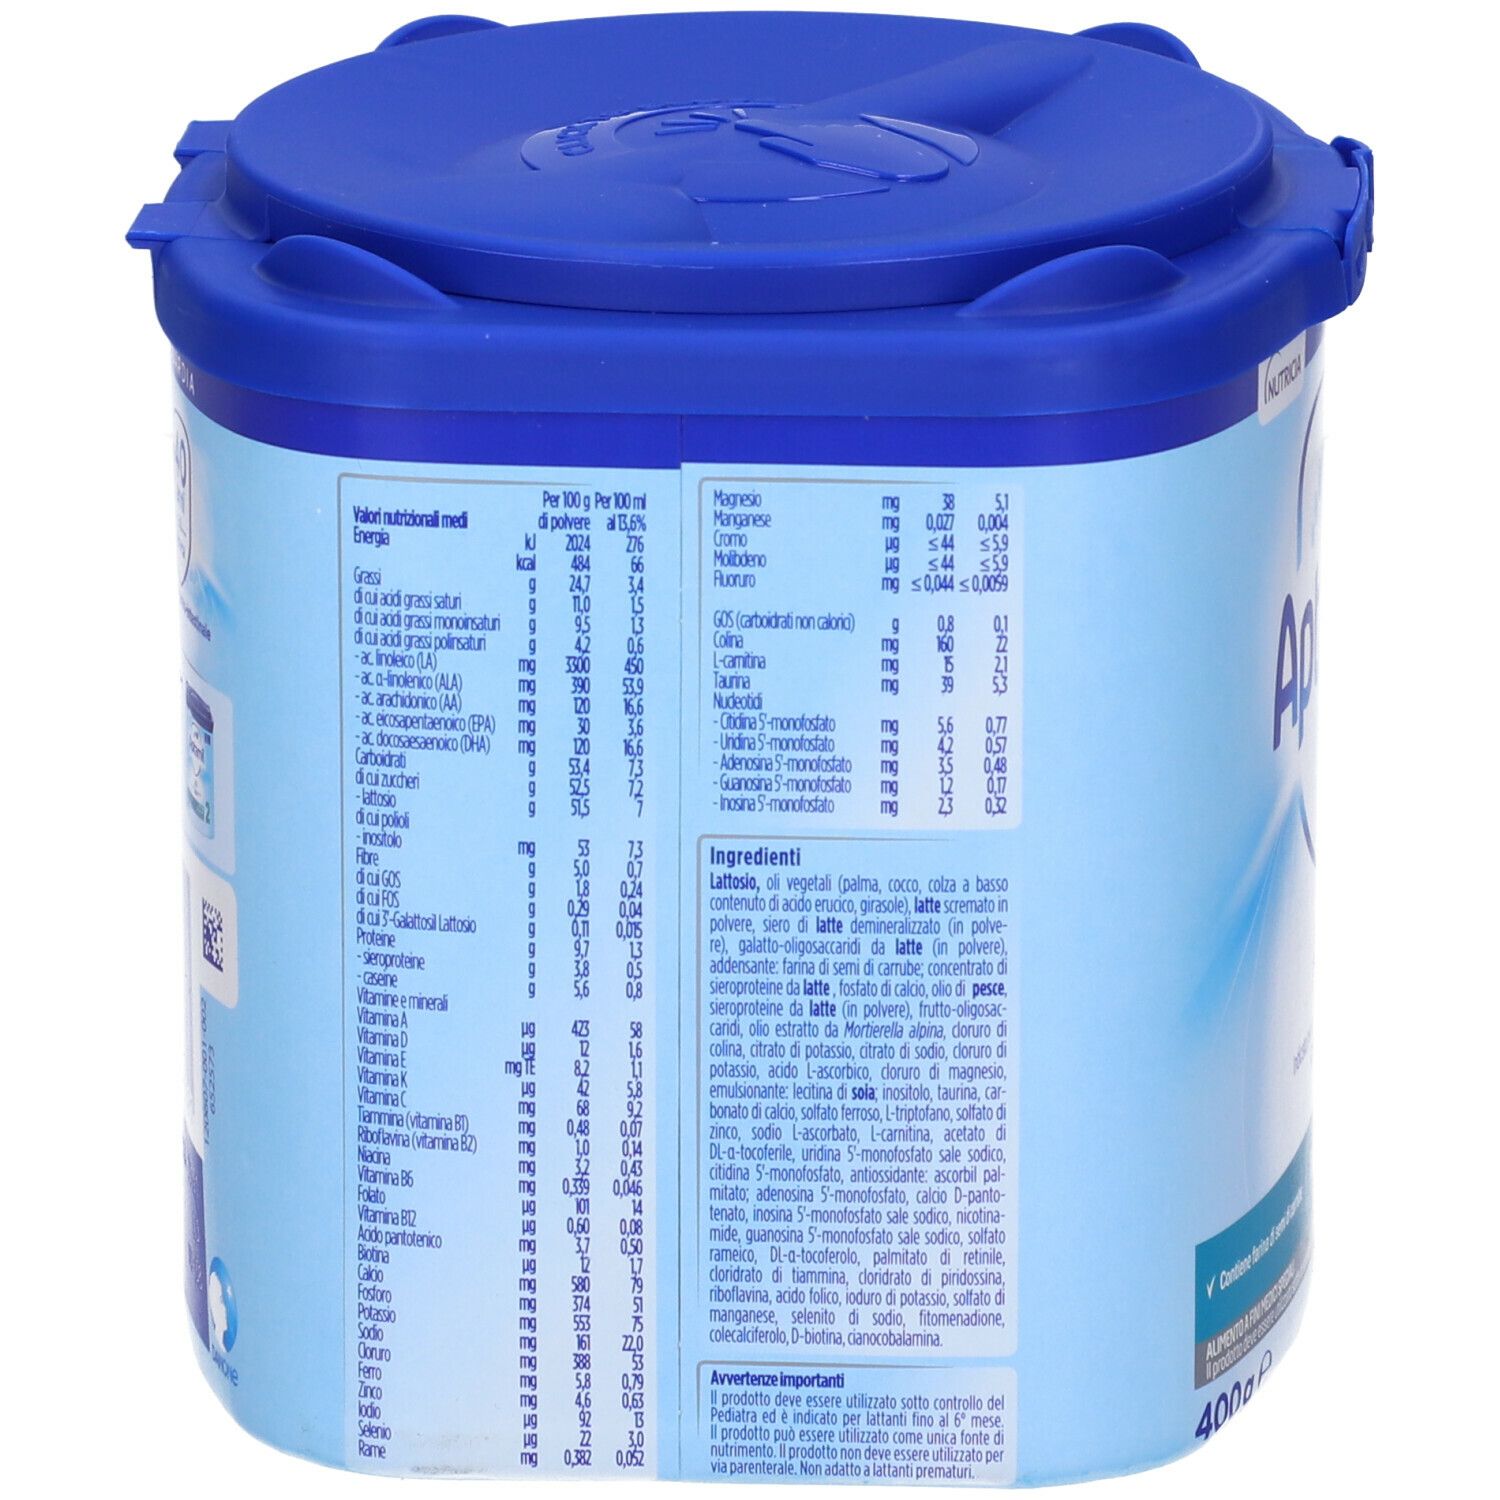 NUTRICIA
Per 100 g Per 100 ml
Valori nutrizionali medi di polvere al 13,6%
Energia kJ 2024 276
kcal 484 66
Grassi g 24,7 3,4
di cui acidi grassi saturi g 11,0 1,5
di cui acidi grassi monoinsaturi g 9,5 1,3
di cui acidi grassi polinsaturi g 4,2 0,6
- ac. linoleico (LA) mg 3300 450
- ac. α-linolenico (ALA) mg 390 53,9
- ac. arachidonico (AA) mg 120 16,6
- ac. eicosapentaenoico (EPA) mg 30 3,6
- ac. docosaesaenoico (DHA) mg 120 16,6
Carboidrati g 53,4 7,3
di cui zuccheri g 52,5 7,2
- lattosio g 51,5 7
di cui polioli
- inositolo mg 53 7,3
Fibre g 5,0 0,7
di cui GOS g 1,8 0,24
di cui FOS g 0,29 0,04
di cui 3'-Galattosil Lattosio g 0,11 0,015
Proteine g 9,7 1,3
- sieroproteine g 3,8 0,5
- caseine g 5,6 0,8
Vitamine e minerali
Vitamina A µg 423 58
Vitamina D µg 12 1,6
Vitamina E mg TE 8,2 1,1
Vitamina K µg 42 5,8
Vitamina C mg 68 9,2
Tiammina (vitamina B1) mg 0,48 0,07
Riboflavina (vitamina B2) mg 1,0 0,14
Niacina mg 3,2 0,43
Vitamina B6 mg 0,339 0,046
Folato µg 101 14
Vitamina B12 µg 0,60 0,08
Acido pantotenico mg 3,7 0,50
Biotina µg 12 1,7
Calcio mg 580 79
Fosforo mg 374 51
Potassio mg 553 75
Sodio mg 161 22,0
Cloruro mg 388 53
Ferro mg 5,8 0,79
Zinco mg 4,6 0,63
Iodio µg 92 13
Selenio µg 22 3,0
Rame mg 0,382 0,052
Magnesio mg 38 5,1
Manganese mg 0,027 0,004
Cromo µg ≤ 44 ≤ 5,9
Molibdeno µg ≤ 44 ≤ 5,9
Fluoruro mg ≤ 0,044 ≤ 0,0059
GOS (carboidrati non calorici) g 0,8 0,1
Colina mg 160 22
L-carnitina mg 15 2,1
Taurina mg 39 5,3
Nucleotidi
- Citidina 5'-monofosfato mg 5,6 0,77
- Uridina 5'-monofosfato mg 4,2 0,57
- Adenosina 5'-monofosfato mg 3,5 0,48
- Guanosina 5'-monofosfato mg 1,2 0,17
- Inosina 5'-monofosfato mg 2,3 0,32
Ingredienti
Lattosio, oli vegetali (palma, cocco, colza a basso
contenuto di acido erucico, girasole), latte scremato in
polvere, siero di latte demineralizzato (in polve-
re), galatto-oligosaccaridi da latte (in polvere),
addensante: farina di semi di carrube; concentrato di
sieroproteine da latte , fosfato di calcio, olio di pesce,
sieroproteine da latte (in polvere), frutto-oligosac-
caridi, olio estratto da Mortierella alpina, cloruro di
colina, citrato di potassio, citrato di sodio, cloruro di
potassio, acido L-ascorbico, cloruro di magnesio,
emulsionante: lecitina di soia; inositolo, taurina, car-
bonato di calcio, solfato ferroso, L-triptofano, solfato di
zinco, sodio L-ascorbato, L-carnitina, acetato di
DL-α-tocoferile, uridina 5'-monofosfato sale sodico,
citidina 5'-monofosfato, antiossidante: ascorbil pal-
mitato; adenosina 5'-monofosfato, calcio D-panto-
tenato, inosina 5'-monofosfato sale sodico, nicotina-
mide, guanosina 5'-monofosfato sale sodico, solfato
rameico, DL-α-tocoferolo, palmitato di retinile,
cloridrato di tiammina, cloridrato di piridossina,
riboflavina, acido folico, ioduro di potassio, solfato di
manganese, selenito di sodio, fitomenadione,
colecalciferolo, D-biotina, cianocobalamina.
Avvertenze importanti
Il prodotto deve essere utilizzato sotto controllo del
Pediatra ed è indicato per lattanti fino al 6° mese.
Il prodotto può essere utilizzato come unica fonte di
nutrimento. Il prodotto non deve essere utilizzato per
via parenterale. Non adatto a lattanti prematuri.
Ap
Contiene farina di semi di
ALIMENTO A FINI MEDICI SPECIALI
Il prodotto deve essere
400g e
652573
DANONE